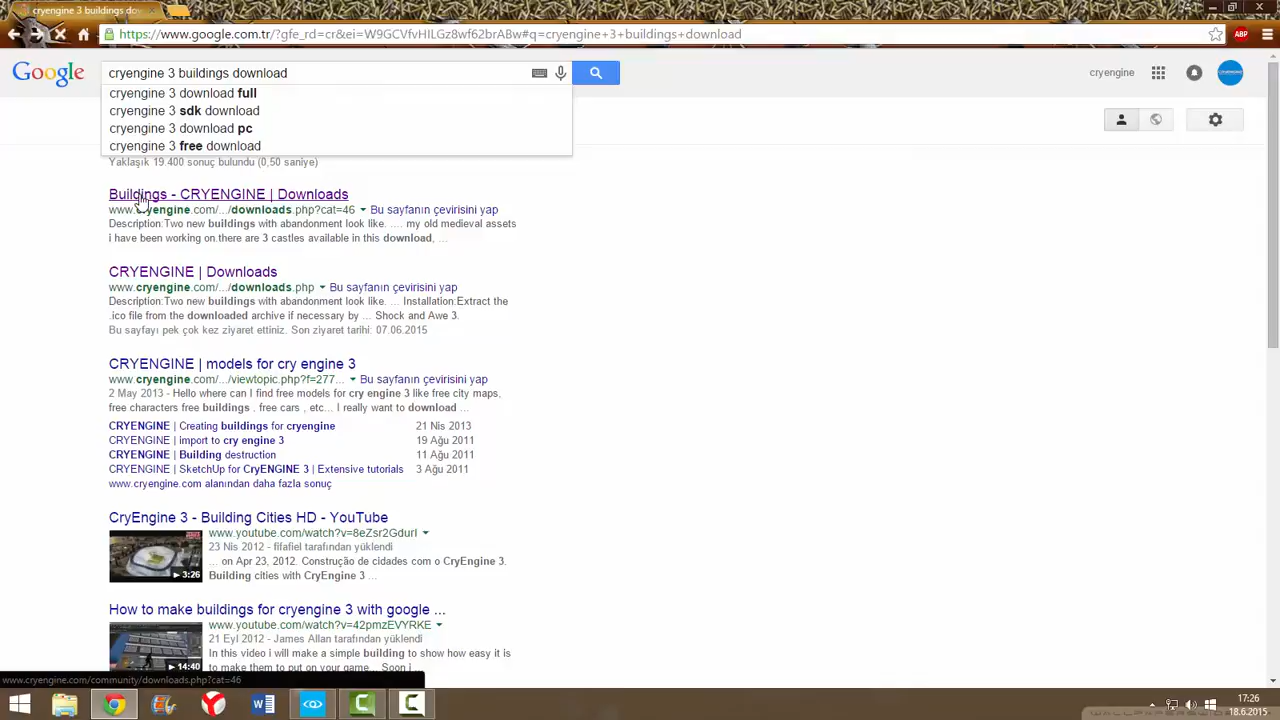 cryengine 3 buildings do
https://www.google.com.tr/?gfe_rd=cr&ei=W9GCVfvHILGz8wf62brABw#q=cryengine+3+buildings+download
ABP
Google
cryengine 3 buildings download
cryengine
cryengine 3 download full
cryengine 3 sdk download
cryengine 3 download pc
cryengine 3 free download
Yaklaşık 19.400 sonuç bulundu (0,50 saniye)
Buildings - CRYENGINE | Downloads
www.cryengine.com/.../downloads.php?cat=46 Bu sayfanın çevirisini yap
Description:Two new buildings with abandonment look like. .... my old medieval assets
i have been working on.there are 3 castles available in this download, ...
CRYENGINE | Downloads
www.cryengine.com/.../downloads.php Bu sayfanın çevirisini yap
Description:Two new buildings with abandonment look like. ... Installation:Extract the
.ico file from the downloaded archive if necessary by ... Shock and Awe 3.
Bu sayfayı pek çok kez ziyaret ettiniz. Son ziyaret tarihi: 07.06.2015
CRYENGINE | models for cry engine 3
www.cryengine.com/.../viewtopic.php?f=277... Bu sayfanın çevirisini yap
2 May 2013 - Hello where can I find free models for cry engine 3 like free city maps,
free characters free buildings . free cars , etc... I really want to download ...
CRYENGINE | Creating buildings for cryengine 21 Nis 2013
CRYENGINE | import to cry engine 3 19 Ağu 2011
CRYENGINE | Building destruction 11 Ağu 2011
CRYENGINE | SketchUp for CryENGINE 3 | Extensive tutorials 3 Ağu 2011
www.cryengine.com alanından daha fazla sonuç
CryEngine 3 - Building Cities HD - YouTube
www.youtube.com/watch?v=8eZsr2GdurI
23 Nis 2012 - fifafiel tarafından yüklendi
... on Apr 23, 2012. Construção de cidades com o CryEngine 3.
Building cities with CryEngine 3 ...
3:26
How to make buildings for cryengine 3 with google ...
www.youtube.com/watch?v=42pmzEVYRKE
21 Eyl 2012 - James Allan tarafından yüklendi
In this video i will make a simple building to show how easy it is
to make them to put on your game... Soon i ...
14:40
www.cryengine.com/community/downloads.php?cat=46
17:26
18.6.2015